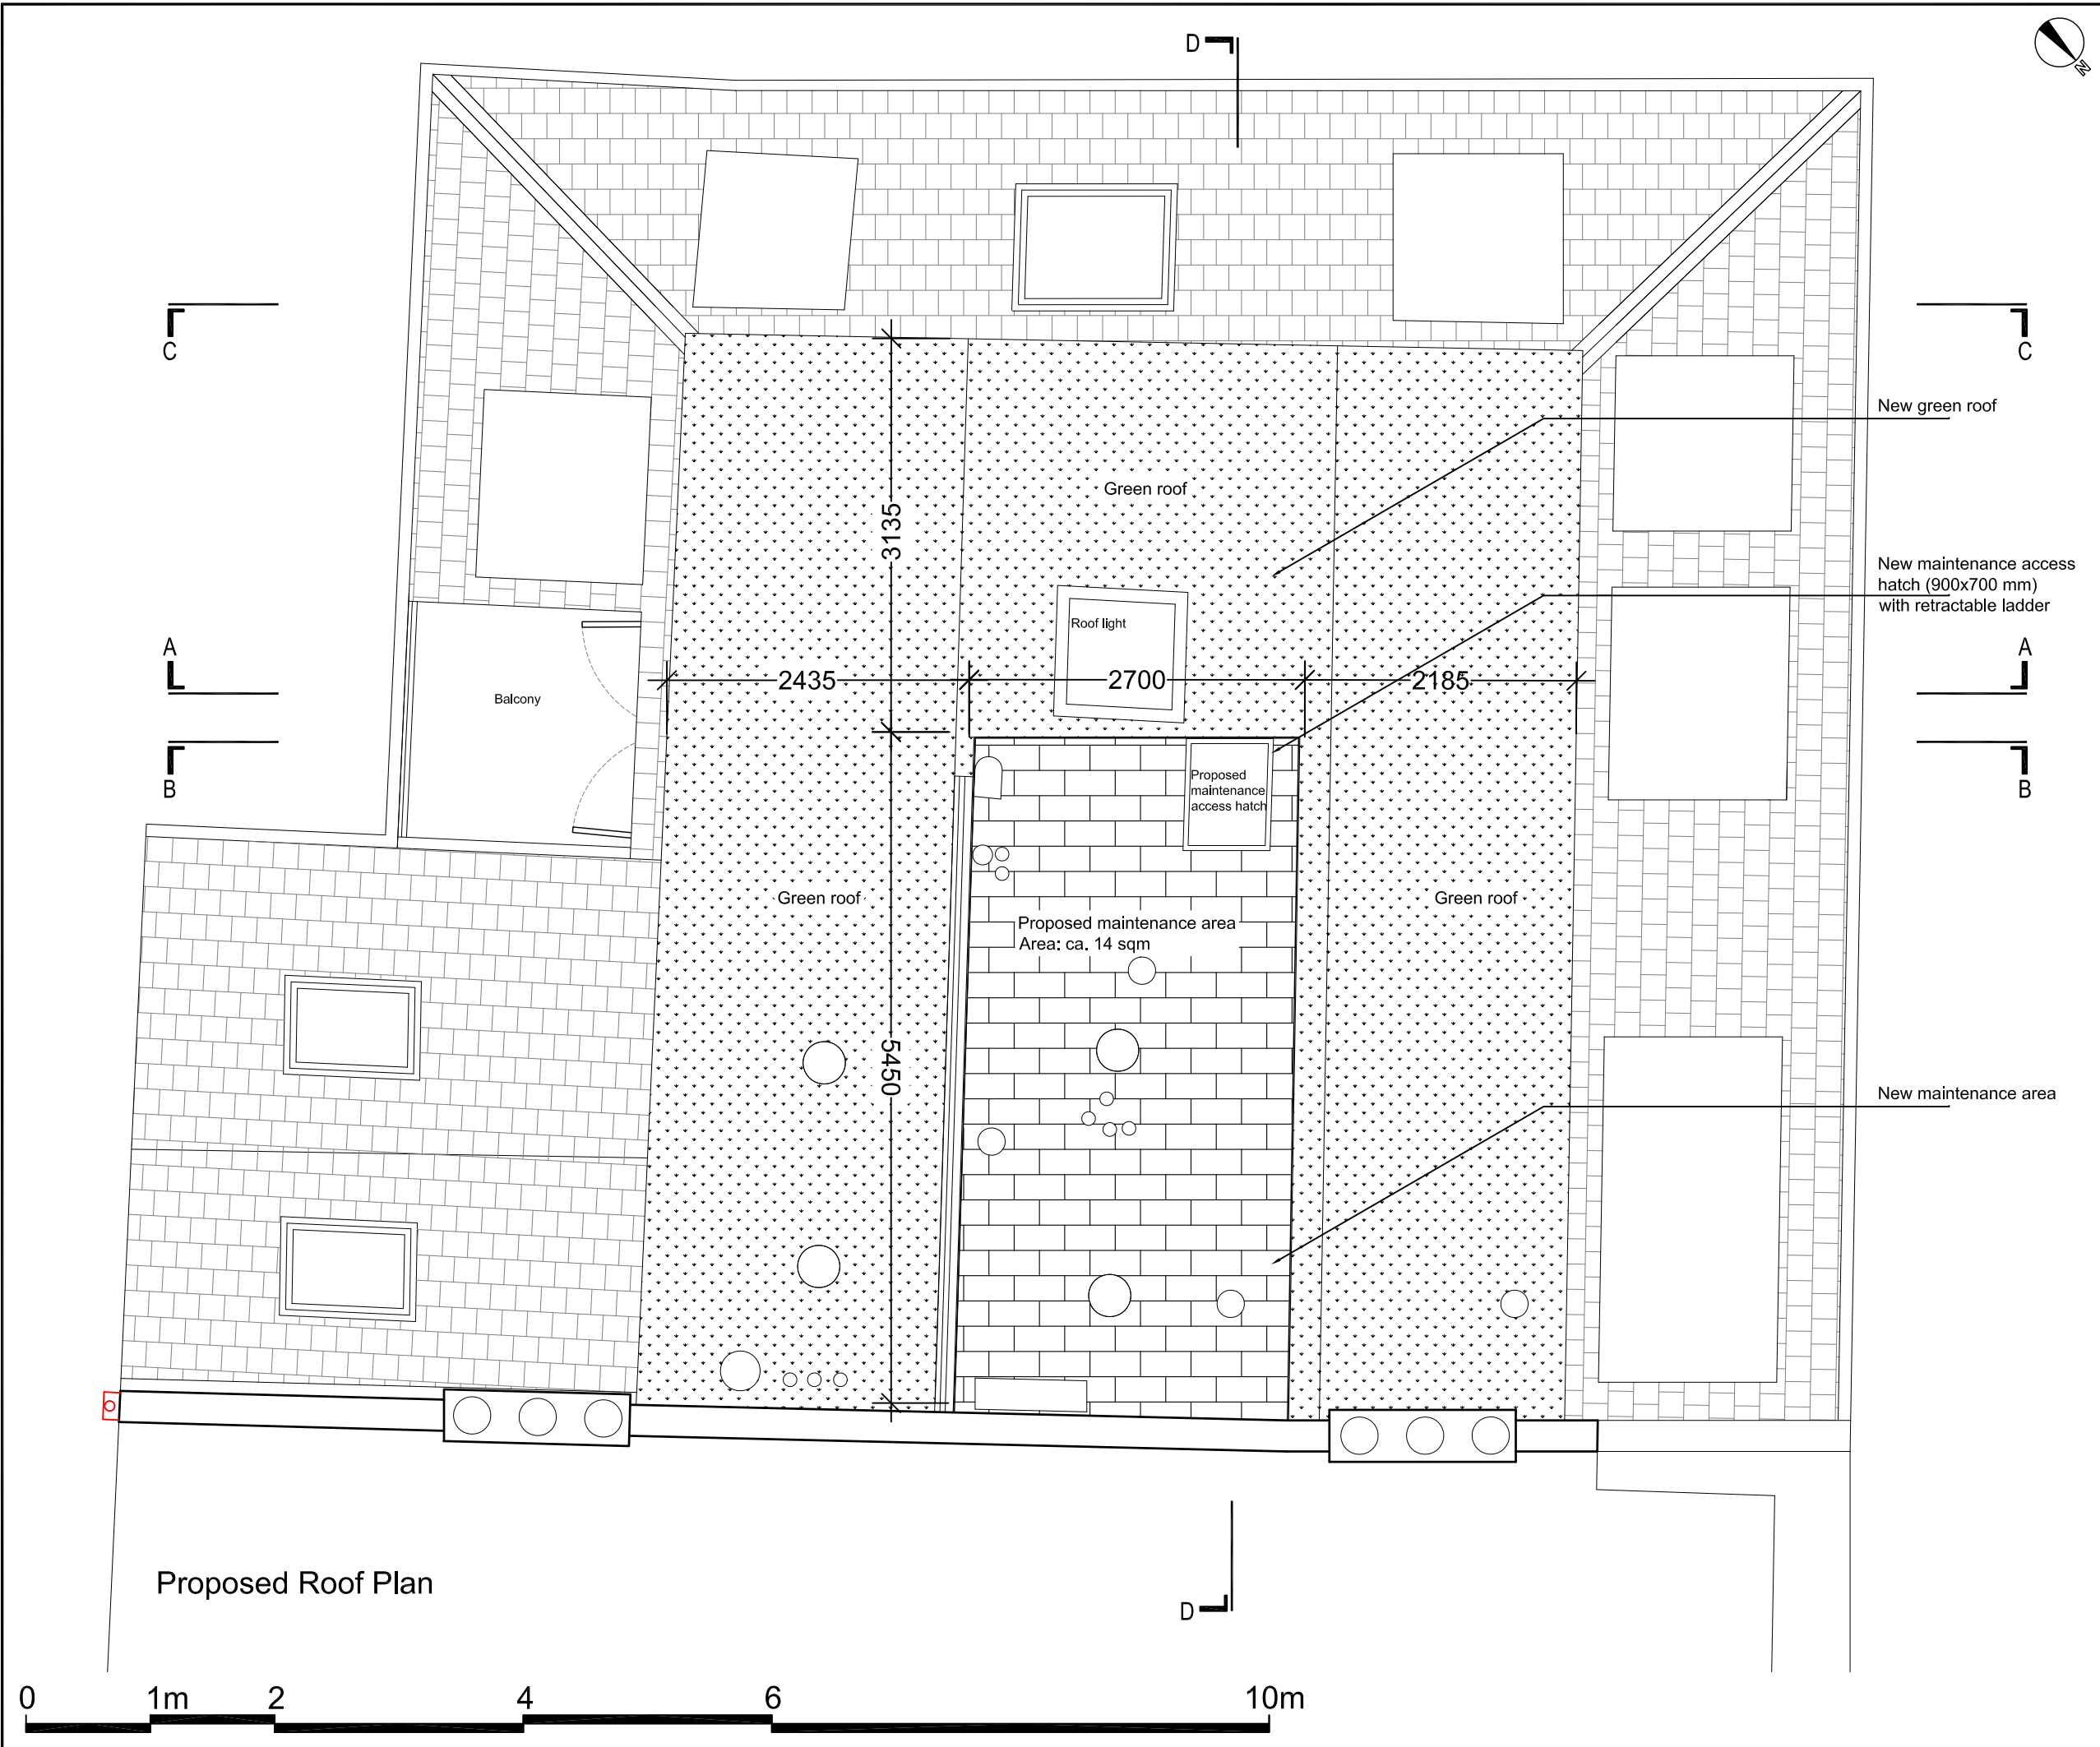 D
N
C
C
New green roof
Green roof
3135
New maintenance access
hatch (900x700 mm)
with retractable ladder
Roof light
A
A
2435
2700
2185
Balcony
B
B
Proposed
maintenance
access hatch
Green roof
Green roof
Proposed maintenance area
Area: ca. 14 sqm
5450
New maintenance area
Proposed Roof Plan
D
0 1m 2 4 6 10m